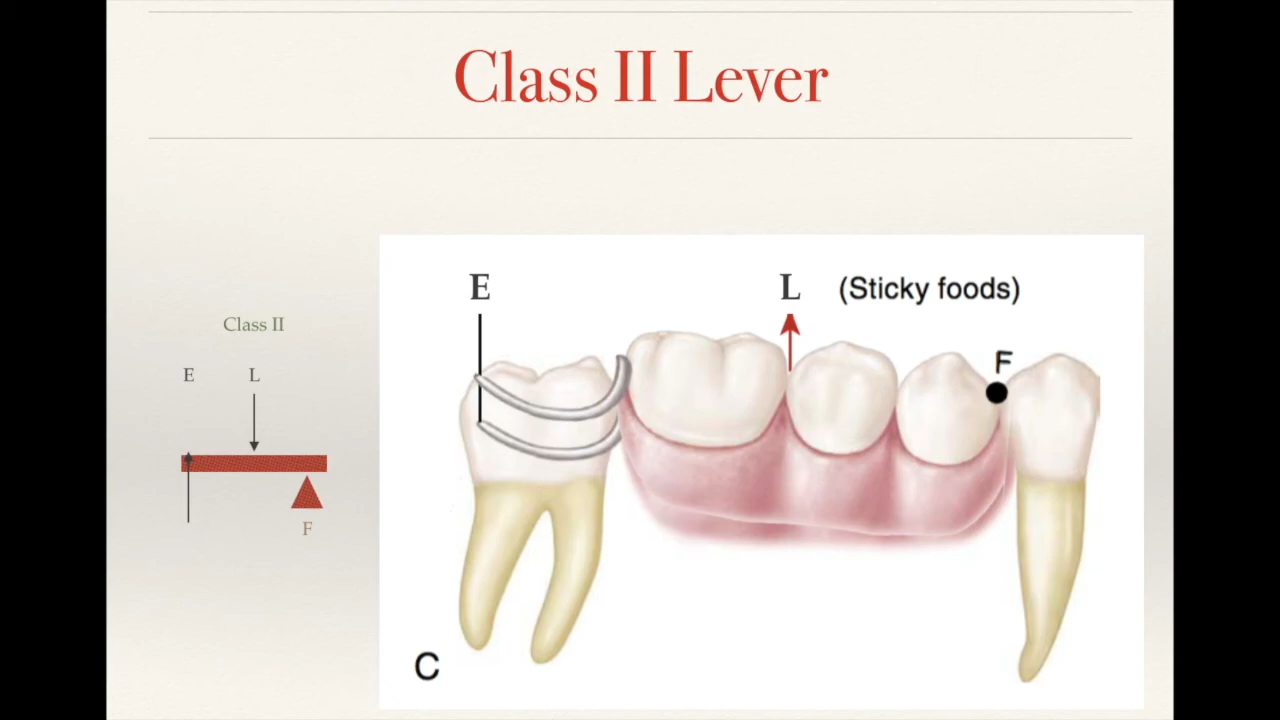 Class II Lever
E
L (Sticky foods)
Class II
F
E L
F
C